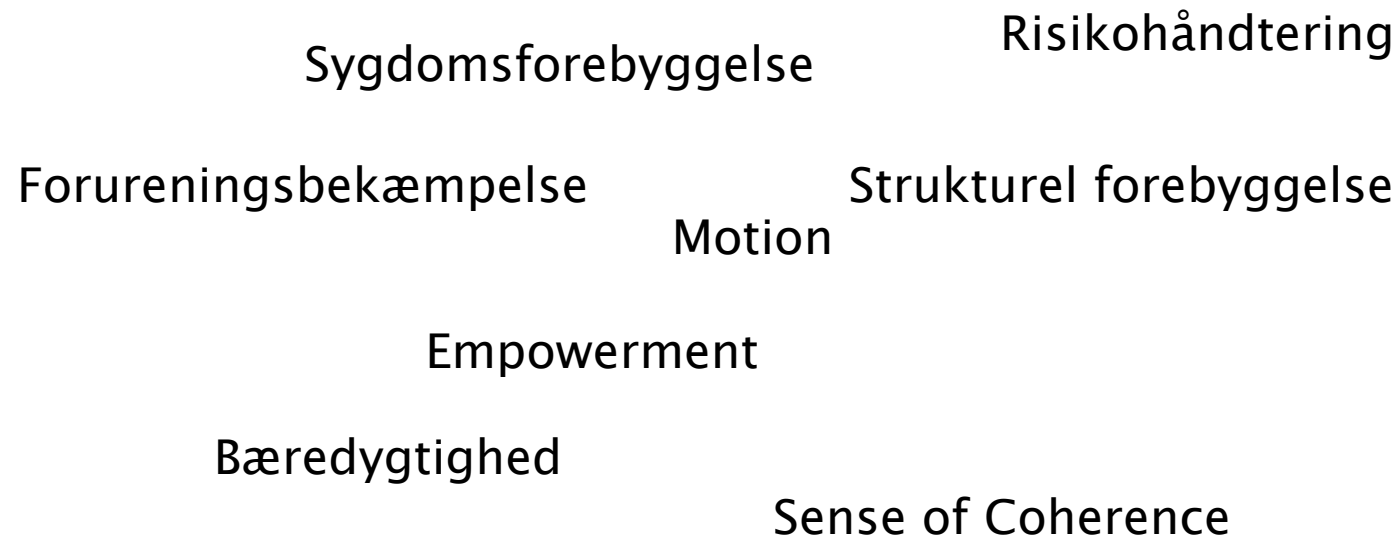 Risikohåndtering
Sygdomsforebyggelse
Forureningsbekæmpelse
Strukturel forebyggelse
Motion
Empowerment
Bæredygtighed
Sense of Coherence